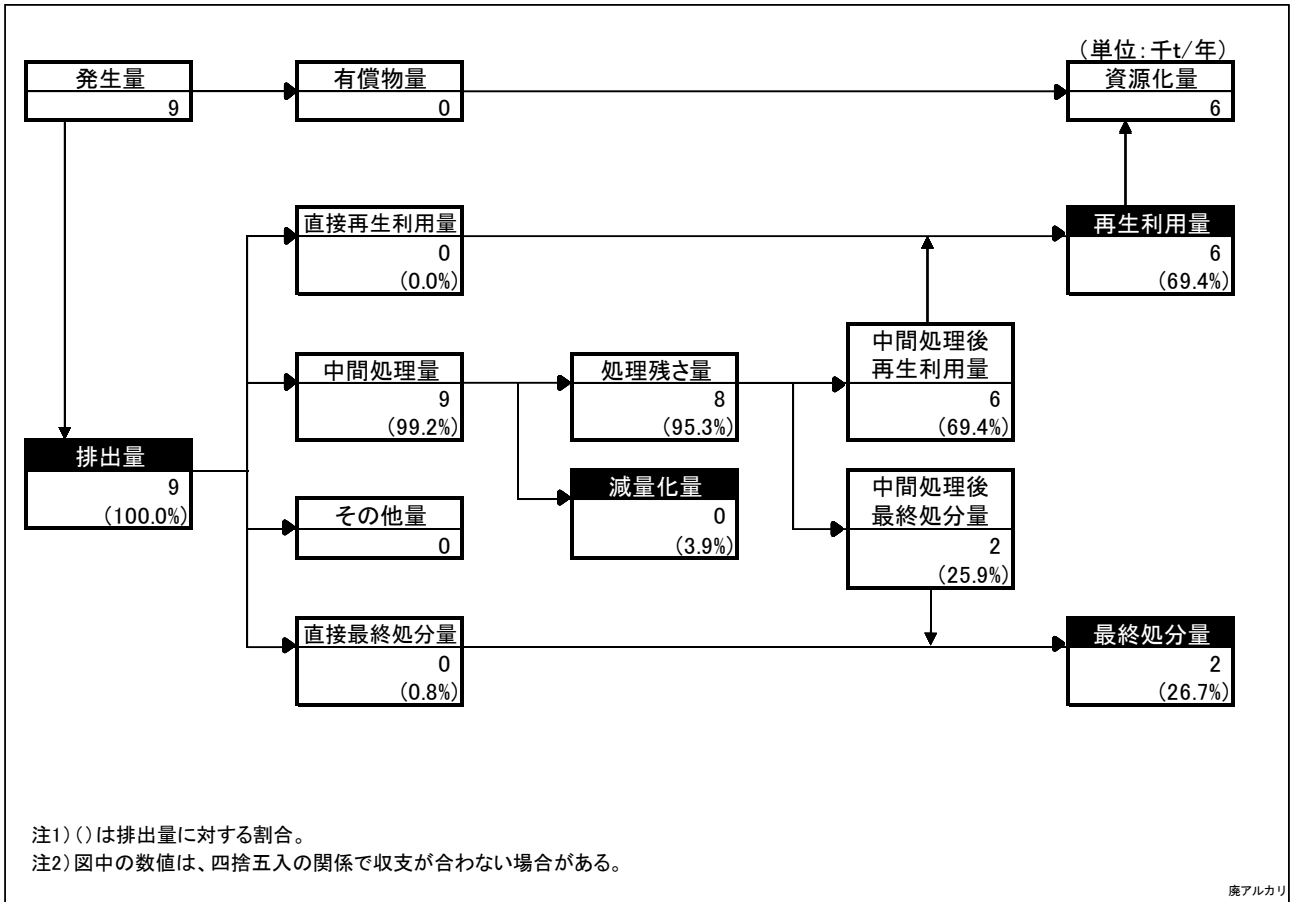 (単位:千t/年)
発生量
9
有償物量
0
資源化量
6
直接再生利用量
0
(0.0%)
再生利用量
6
(69.4%)
中間処理量
9
(99.2%)
処理残さ量
8
(95.3%)
中間処理後
再生利用量
6
(69.4%)
排出量
9
(100.0%)
減量化量
0
(3.9%)
中間処理後
最終処分量
2
(25.9%)
その他量
0
直接最終処分量
0
(0.8%)
最終処分量
2
(26.7%)
注1)()は排出量に対する割合。
注2)図中の数値は、四捨五入の関係で収支が合わない場合がある。
廃アルカリ